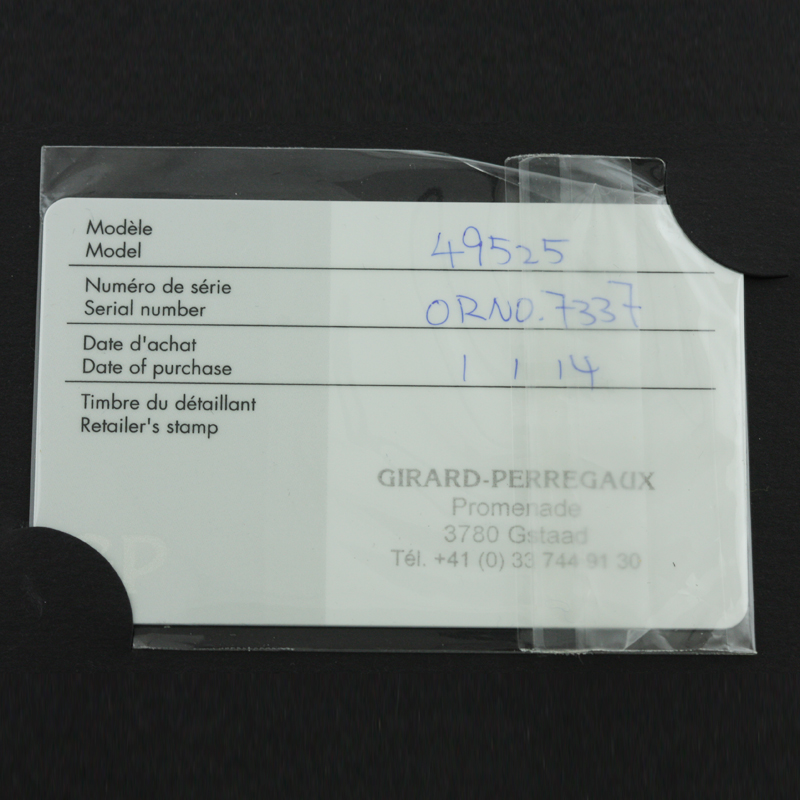 Modèle
Model 49525
Numéro de série
Serial number ORNO.7337
Date d'achat
Date of purchase 1 1 14
Timbre du détaillant
Retailer's stamp
GIRARD-PERREGAUX
Promenade
3780 Gstaad
Tél. +41 (0) 33 744 91 30
GP